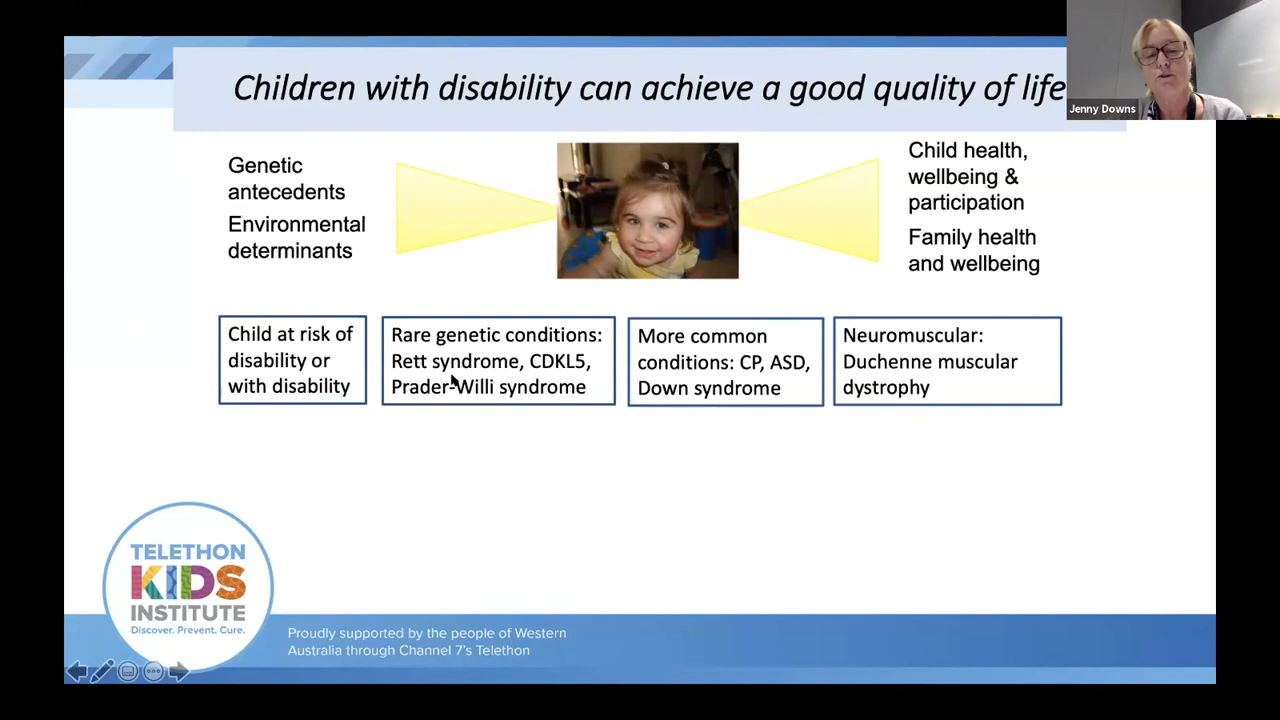 Children with disability can achieve a good quality of life
Jenny Downs
Genetic
antecedents
Environmental
determinants
Child health,
wellbeing &
participation
Family health
and wellbeing
Child at risk of
disability or
with disability
Rare genetic conditions:
Rett syndrome, CDKL5,
Prader-Willi syndrome
More common
conditions: CP, ASD,
Down syndrome
Neuromuscular:
Duchenne muscular
dystrophy
TELETHON
KIDS
INSTITUTE
Discover. Prevent. Cure.
Proudly supported by the people of Western
Australia through Channel 7's Telethon